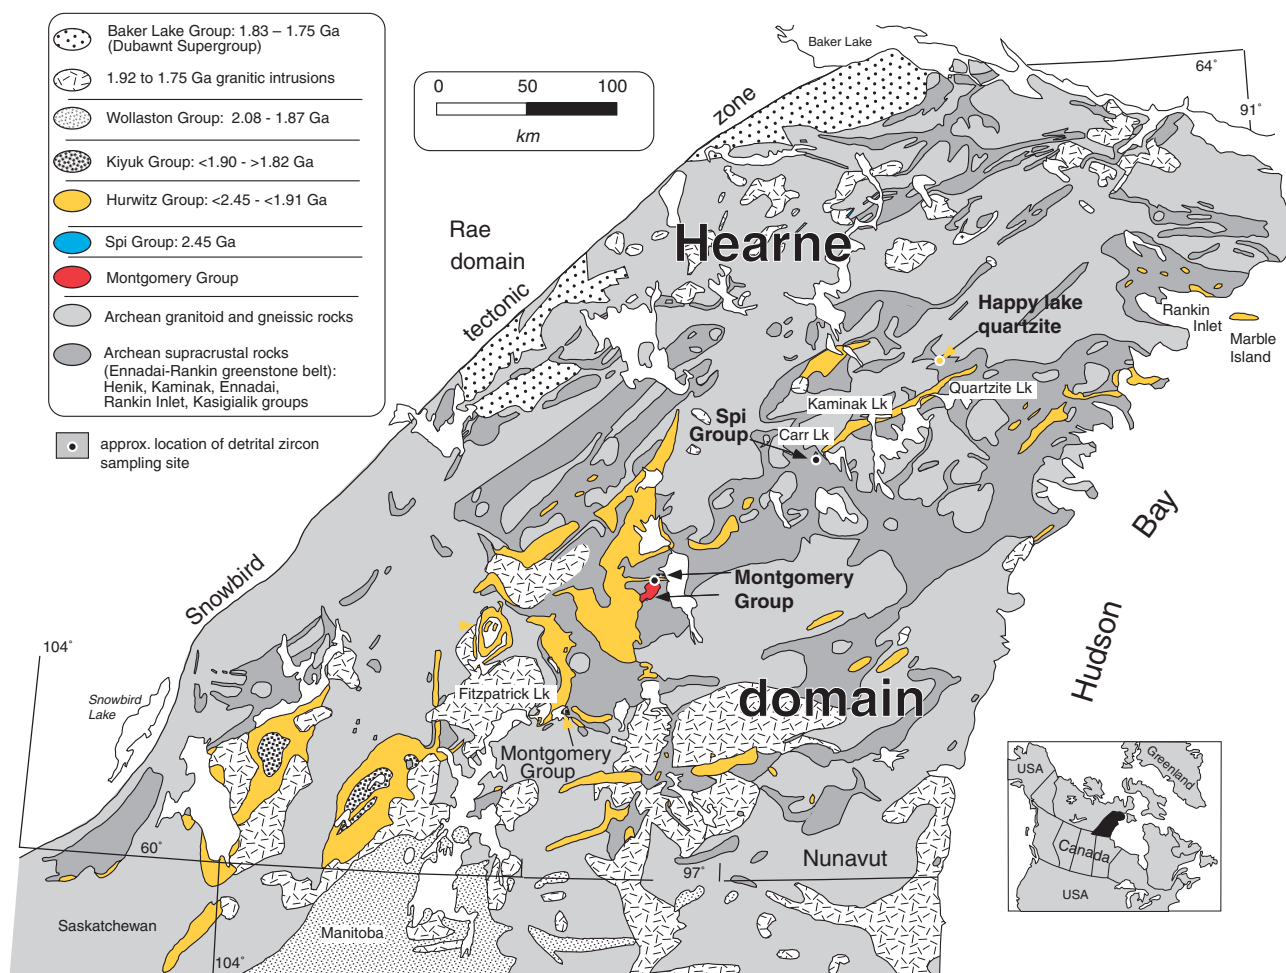 Baker Lake Group: 1.83 – 1.75 Ga
(Dubawnt Supergroup)
1.92 to 1.75 Ga granitic intrusions
Wollaston Group: 2.08 - 1.87 Ga
Kiyuk Group: <1.90 - >1.82 Ga
Hurwitz Group: <2.45 - <1.91 Ga
Spi Group: 2.45 Ga
Montgomery Group
Archean granitoid and gneissic rocks
Archean supracrustal rocks
(Ennadai-Rankin greenstone belt):
Henik, Kaminak, Ennadai,
Rankin Inlet, Kasigialik groups
approx. location of detrital zircon
sampling site
0 50 100
km
Baker Lake
64°
91°
zone
Rae
domain
tectonic
Hearne
Happy lake
quartzite
Rankin
Inlet
Marble
Island
Quartzite Lk
Kaminak Lk
Spi
Group
Carr Lk
Bay
Snowbird
Montgomery
Group
Hudson
104°
Snowbird
Lake
Fitzpatrick Lk
domain
Montgomery
Group
60°
97°
Nunavut
Saskatchewan
Manitoba
104°
USA
Greenland
Canada
USA